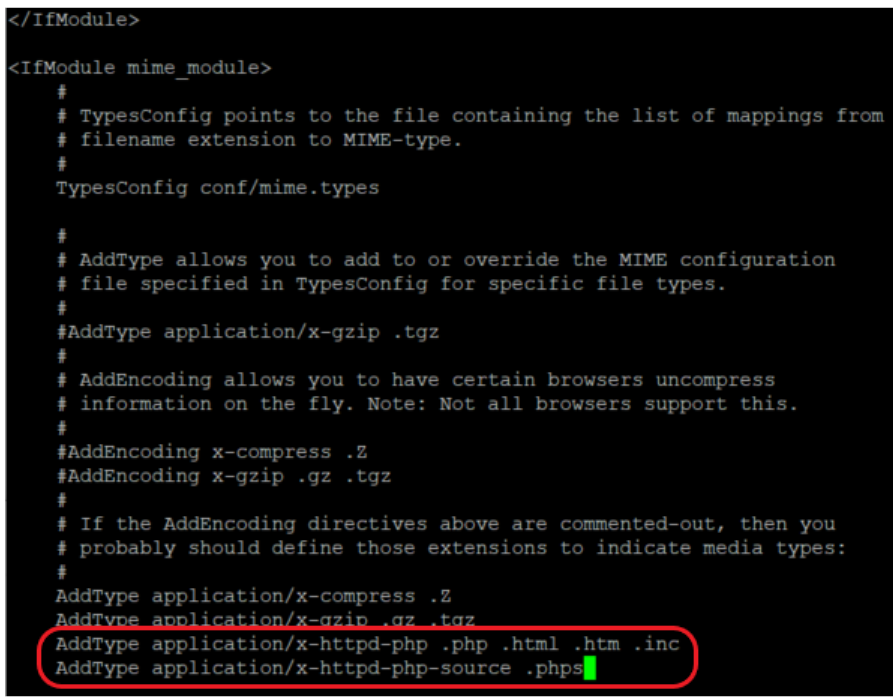 </IfModule>
<IfModule mime_module>
#
# TypesConfig points to the file containing the list of mappings from
# filename extension to MIME-type.
#
TypesConfig conf/mime.types
#
# AddType allows you to add to or override the MIME configuration
# file specified in TypesConfig for specific file types.
#
#AddType application/x-gzip .tgz
#
# AddEncoding allows you to have certain browsers uncompress
# information on the fly. Note: Not all browsers support this.
#
#AddEncoding x-compress .Z
#AddEncoding x-gzip .gz .tgz
#
# If the AddEncoding directives above are commented-out, then you
# probably should define those extensions to indicate media types:
#
AddType application/x-compress .Z
AddType application/x-gzip .gz .tgz
AddType application/x-httpd-php .php .html .htm .inc
AddType application/x-httpd-php-source .phps